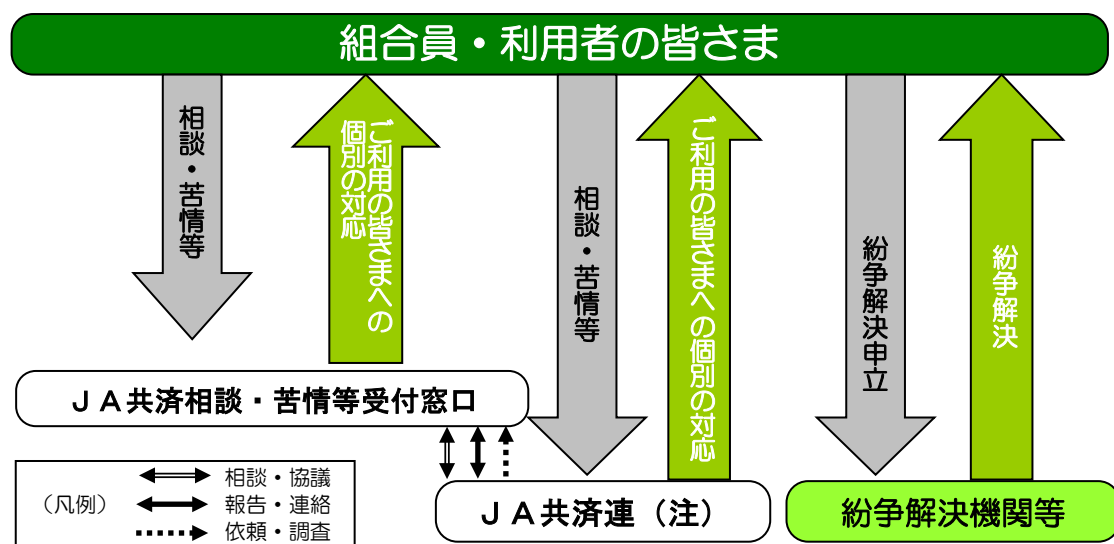 組合員・利用者の皆さま
相談・苦情等
ご利用の皆さまへの
個別の対応
相談・苦情等
ご利用の皆さまへの個別の対応
紛争解決申立
紛争解決
ＪＡ共済相談・苦情等受付窓口
（凡例）
相談・協議
報告・連絡
依頼・調査
ＪＡ共済連（注）
紛争解決機関等